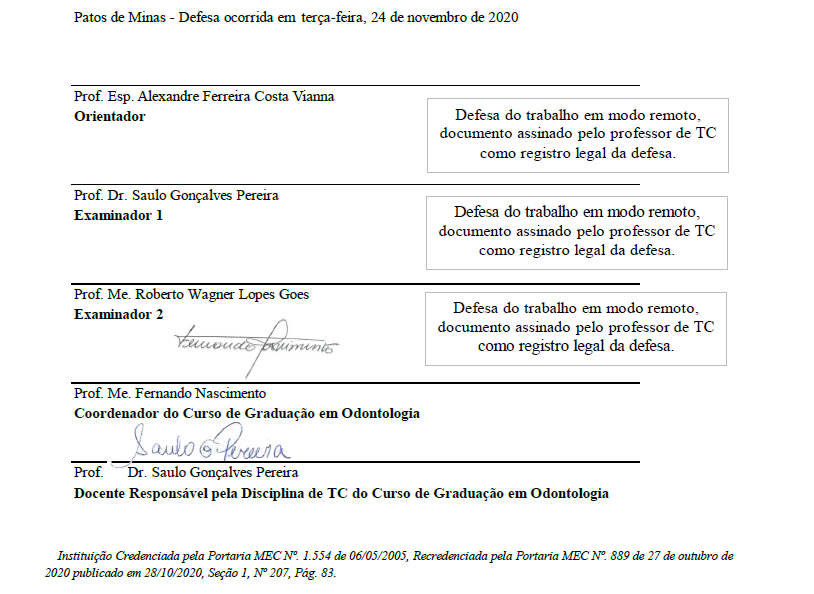 Patos de Minas - Defesa ocorrida em terça-feira, 24 de novembro de 2020
Prof. Esp. Alexandre Ferreira Costa Vianna
Orientador
Defesa do trabalho em modo remoto,
documento assinado pelo professor de TC
como registro legal da defesa.
Prof. Dr. Saulo Gonçalves Pereira
Examinador 1
Defesa do trabalho em modo remoto,
documento assinado pelo professor de TC
como registro legal da defesa.
Prof. Me. Roberto Wagner Lopes Goes
Examinador 2
Defesa do trabalho em modo remoto,
documento assinado pelo professor de TC
como registro legal da defesa.
Fernando Nascimento
Prof. Me. Fernando Nascimento
Coordenador do Curso de Graduação em Odontologia
Saulo G Pereira
Prof. Dr. Saulo Gonçalves Pereira
Docente Responsável pela Disciplina de TC do Curso de Graduação em Odontologia
Instituição Credenciada pela Portaria MEC Nº. 1.554 de 06/05/2005, Recredenciada pela Portaria MEC Nº. 889 de 27 de outubro de
2020 publicado em 28/10/2020, Seção 1, Nº 207, Pág. 83.